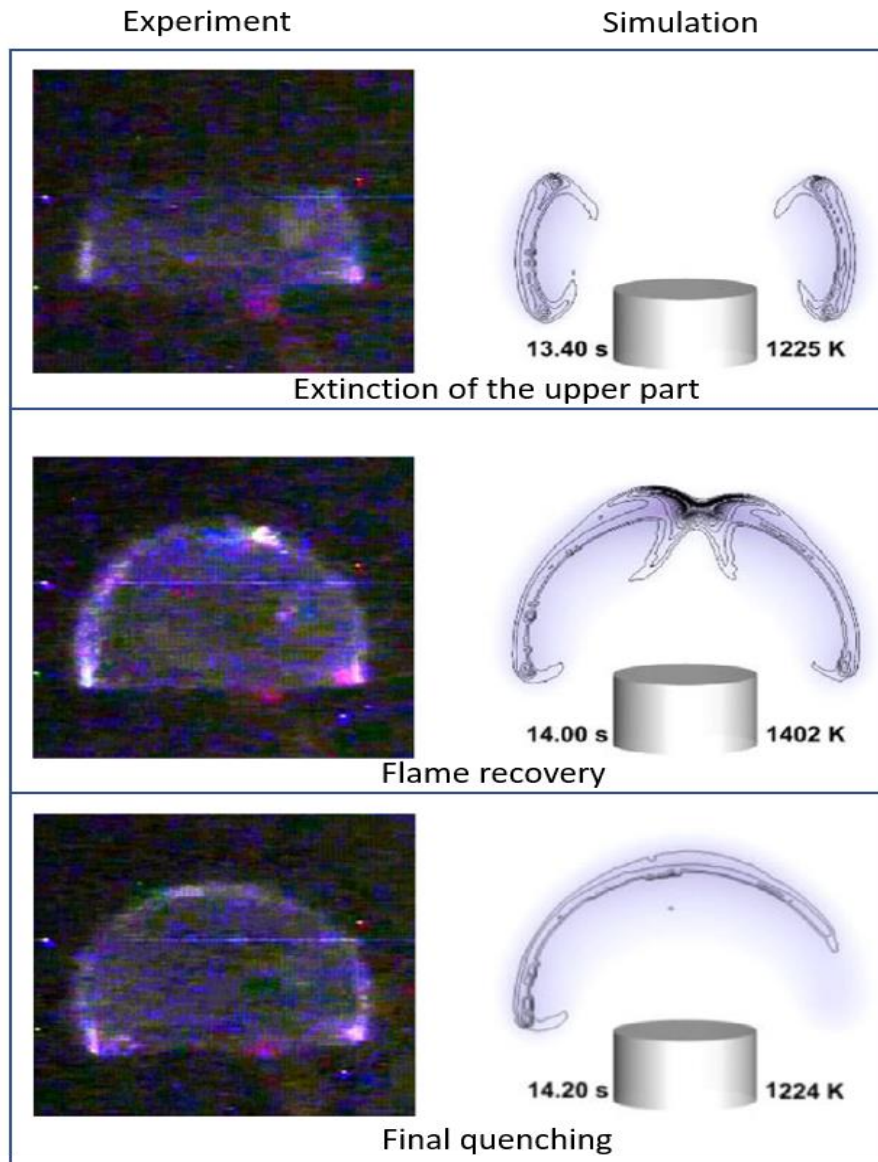 Experiment Simulation
13.40 s 1225 K
Extinction of the upper part
14.00 s 1402 K
Flame recovery
14.20 s 1224 K
Final quenching